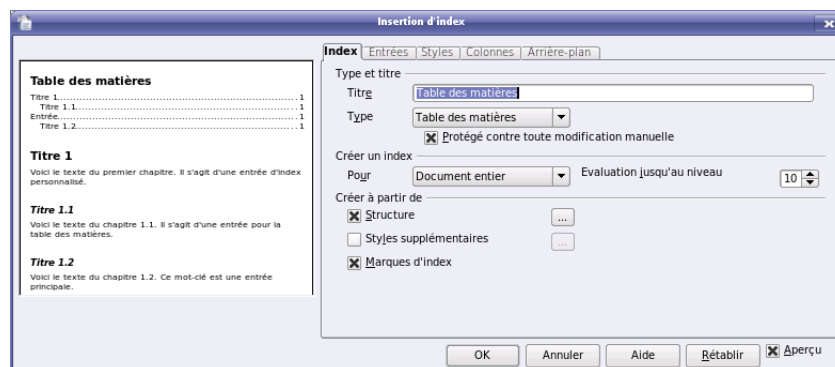 Insertion d'index
Index Entrées Styles Colonnes Arrière-plan
Table des matières
Titre 1........................................................................1
Titre 1.1....................................................................1
Entrée........................................................................1
Titre 1.2....................................................................1
Titre 1
Voici le texte du premier chapitre. Il s'agit d'une entrée d'index
personnalisé.
Titre 1.1
Voici le texte du chapitre 1.1. Il s'agit d'une entrée pour la
table des matières.
Titre 1.2
Voici le texte du chapitre 1.2. Ce mot-clé est une entrée
principale.
Type et titre
Titre Table des matières
Type Table des matières
Protégé contre toute modification manuelle
Créer un index
Pour Document entier Evaluation jusqu'au niveau 10
Créer à partir de
Structure ...
Styles supplémentaires ...
Marques d'index
OK Annuler Aide Rétablir Aperçu